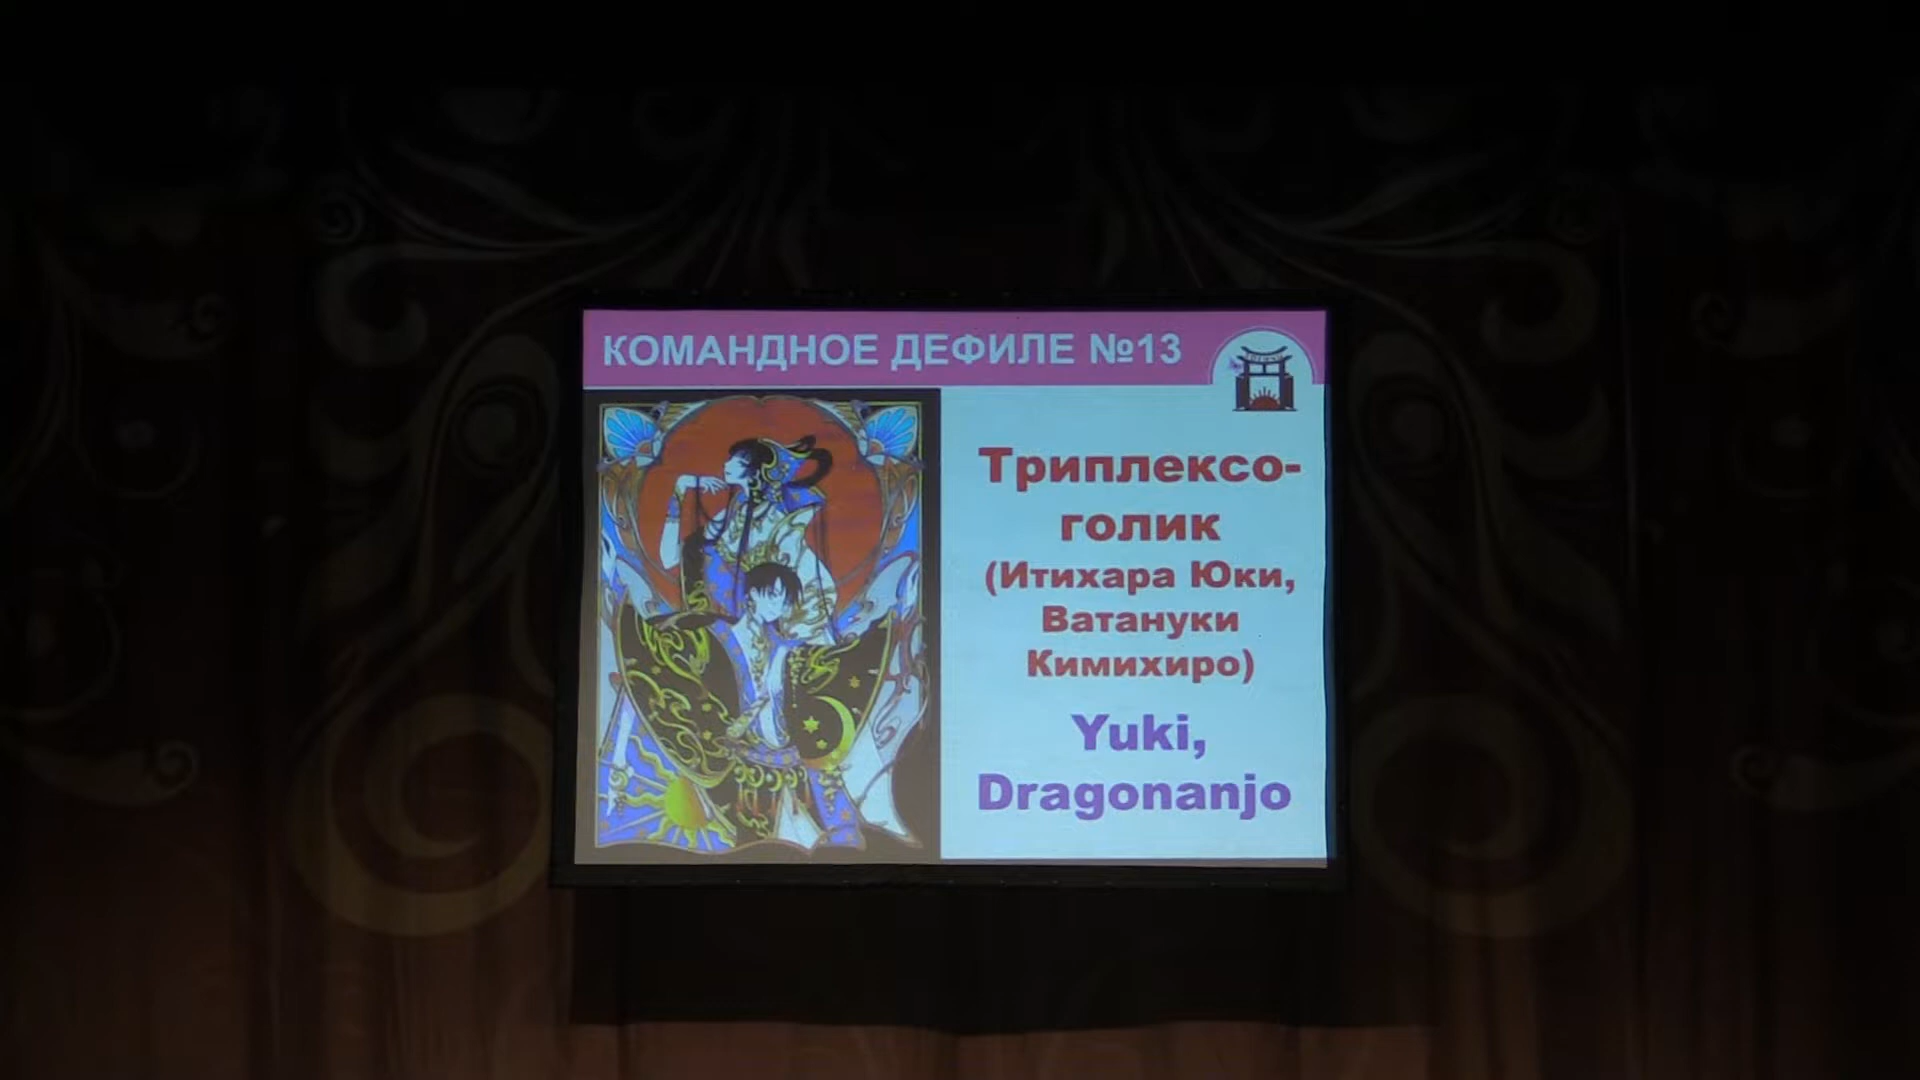 КОМАНДНОЕ ДЕФИЛЕ №13
Триплексо-
голик
(Итихара Юки,
Ватануки
Кимихиро)
Yuki,
Dragonanjo